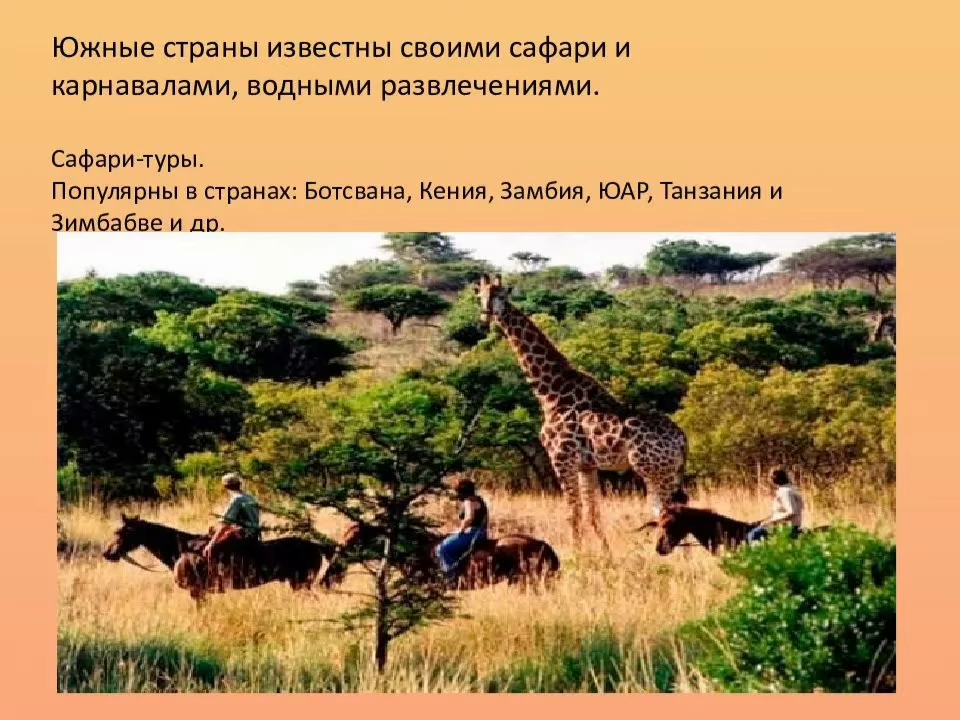 Южные страны известны своими сафари и
карнавалами, водными развлечениями.
Сафари-туры.
Популярны в странах: Ботсвана, Кения, Замбия, ЮАР, Танзания и
Зимбабве и др.